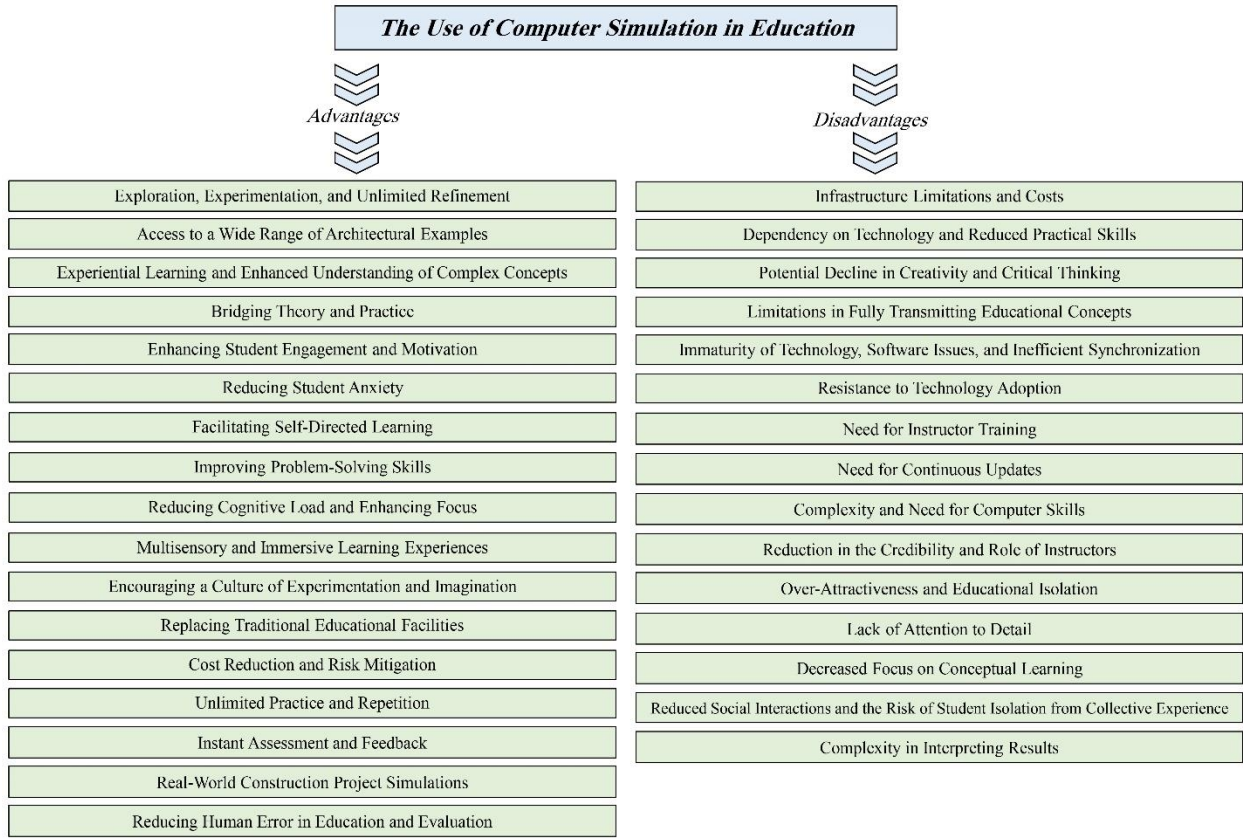 The Use of Computer Simulation in Education
Advantages
Exploration, Experimentation, and Unlimited Refinement
Access to a Wide Range of Architectural Examples
Experiential Learning and Enhanced Understanding of Complex Concepts
Bridging Theory and Practice
Enhancing Student Engagement and Motivation
Reducing Student Anxiety
Facilitating Self-Directed Learning
Improving Problem-Solving Skills
Reducing Cognitive Load and Enhancing Focus
Multisensory and Immersive Learning Experiences
Encouraging a Culture of Experimentation and Imagination
Replacing Traditional Educational Facilities
Cost Reduction and Risk Mitigation
Unlimited Practice and Repetition
Instant Assessment and Feedback
Real-World Construction Project Simulations
Reducing Human Error in Education and Evaluation
Disadvantages
Infrastructure Limitations and Costs
Dependency on Technology and Reduced Practical Skills
Potential Decline in Creativity and Critical Thinking
Limitations in Fully Transmitting Educational Concepts
Immaturity of Technology, Software Issues, and Inefficient Synchronization
Resistance to Technology Adoption
Need for Instructor Training
Need for Continuous Updates
Complexity and Need for Computer Skills
Reduction in the Credibility and Role of Instructors
Over-Attractiveness and Educational Isolation
Lack of Attention to Detail
Decreased Focus on Conceptual Learning
Reduced Social Interactions and the Risk of Student Isolation from Collective Experience
Complexity in Interpreting Results